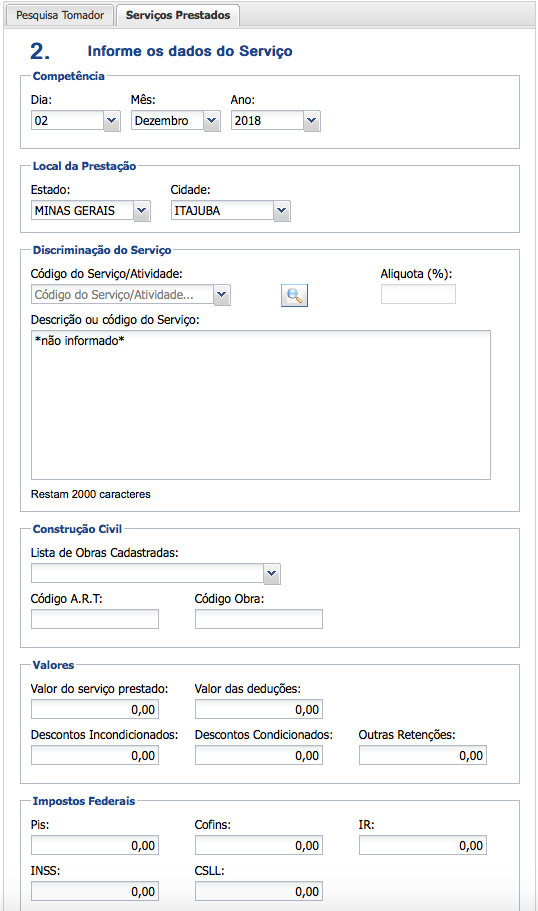 Pesquisa Tomador Serviços Prestados
2. Informe os dados do Serviço
Competência
Dia: Mês: Ano:
02 Dezembro 2018
Local da Prestação
Estado: Cidade:
MINAS GERAIS ITAJUBA
Discriminação do Serviço
Código do Serviço/Atividade: Aliquota (%):
Código do Serviço/Atividade...
Descrição ou código do Serviço:
*não informado*
Restam 2000 caracteres
Construção Civil
Lista de Obras Cadastradas:
Código A.R.T: Código Obra:
Valores
Valor do serviço prestado: Valor das deduções:
0,00 0,00
Descontos Incondicionados: Descontos Condicionados: Outras Retenções:
0,00 0,00 0,00
Impostos Federais
Pis: Cofins: IR:
0,00 0,00 0,00
INSS: CSLL:
0,00 0,00